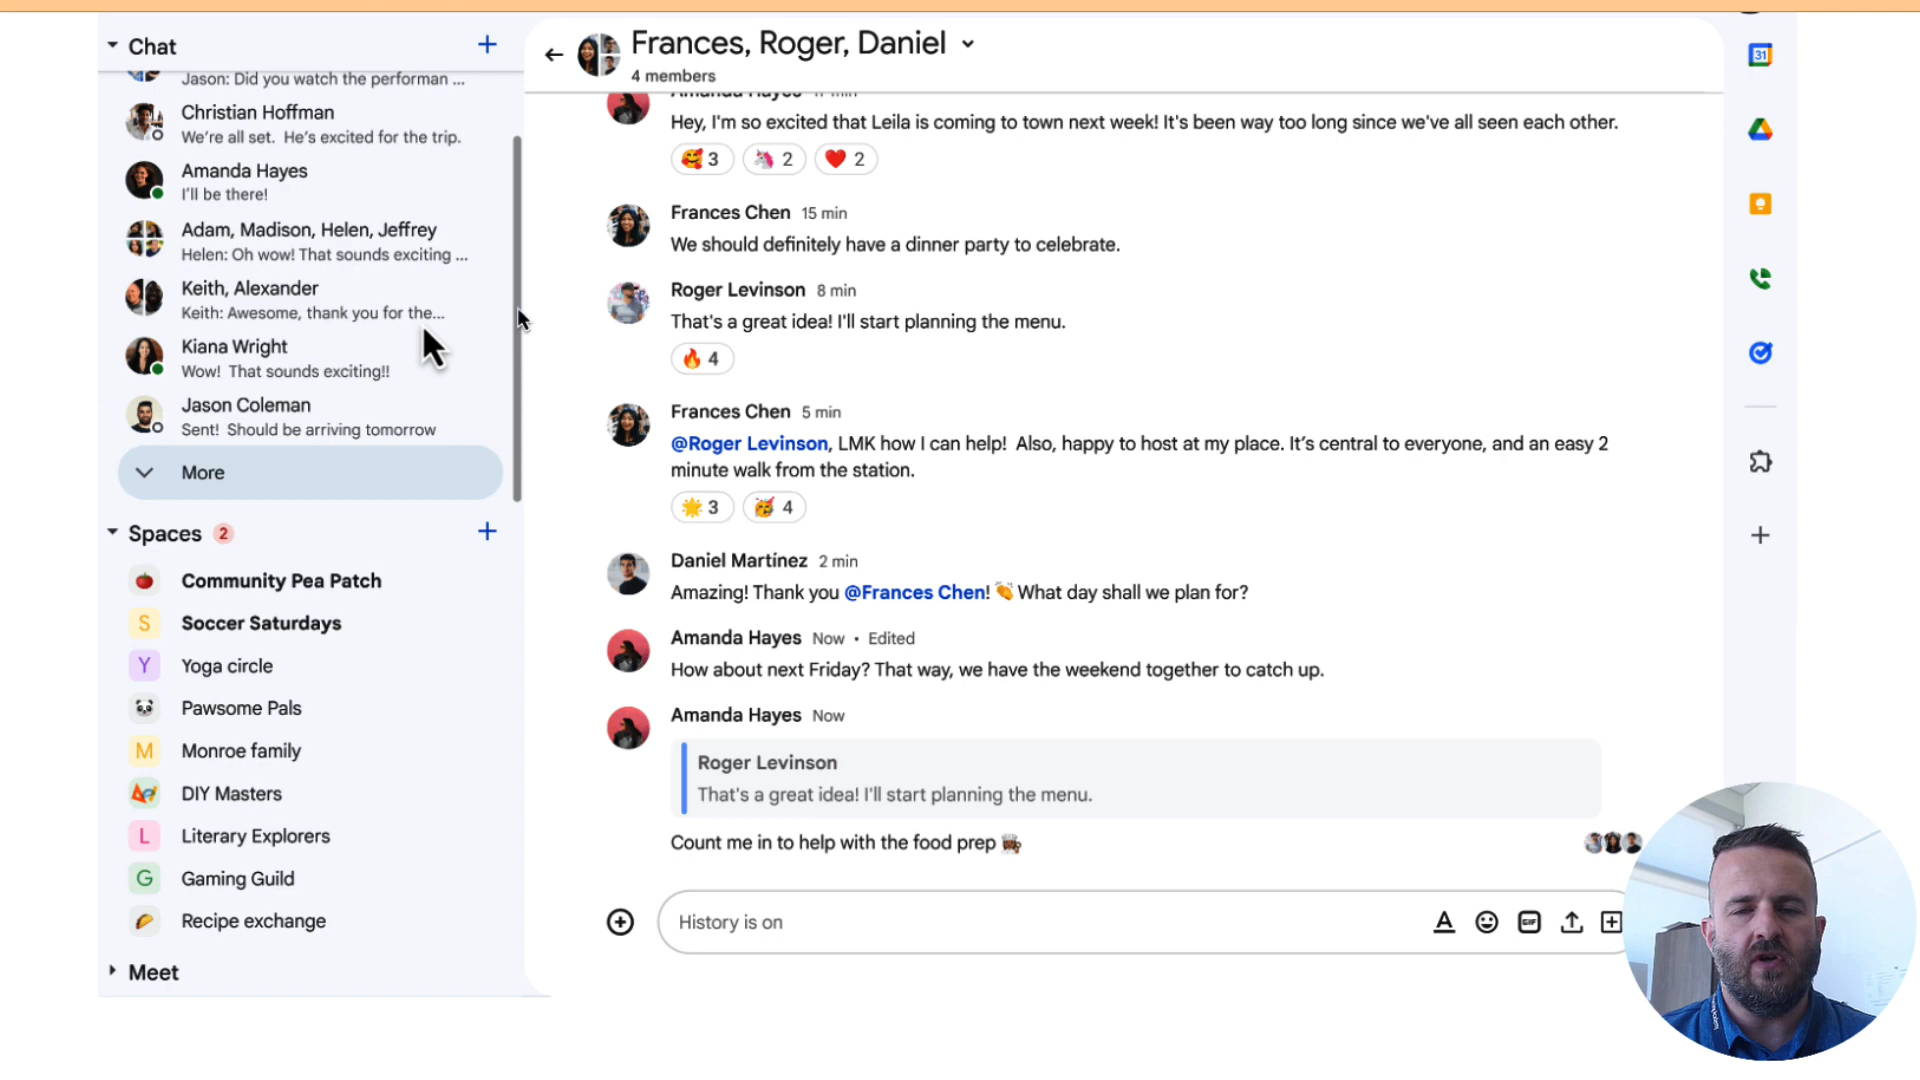 Chat
Jason: Did you watch the performan ...
Christian Hoffman
We're all set. He's excited for the trip.
Amanda Hayes
I'll be there!
Adam, Madison, Helen, Jeffrey
Helen: Oh wow! That sounds exciting ...
Keith, Alexander
Keith: Awesome, thank you for the...
Kiana Wright
Wow! That sounds exciting!!
Jason Coleman
Sent! Should be arriving tomorrow
More
Spaces 2
Community Pea Patch
S Soccer Saturdays
Y Yoga circle
Pawsome Pals
M Monroe family
DIY Masters
L Literary Explorers
G Gaming Guild
Recipe exchange
Meet
Frances, Roger, Daniel
4 members
Amanda Hayes 17 min
Hey, I'm so excited that Leila is coming to town next week! It's been way too long since we've all seen each other.
3 2 2
Frances Chen 15 min
We should definitely have a dinner party to celebrate.
Roger Levinson 8 min
That's a great idea! I'll start planning the menu.
4
Frances Chen 5 min
@Roger Levinson, LMK how I can help! Also, happy to host at my place. It's central to everyone, and an easy 2
minute walk from the station.
3 4
Daniel Martínez 2 min
Amazing! Thank you @Frances Chen! 👏 What day shall we plan for?
Amanda Hayes Now • Edited
How about next Friday? That way, we have the weekend together to catch up.
Amanda Hayes Now
Roger Levinson
That's a great idea! I'll start planning the menu.
Count me in to help with the food prep
History is on
A GIF
31